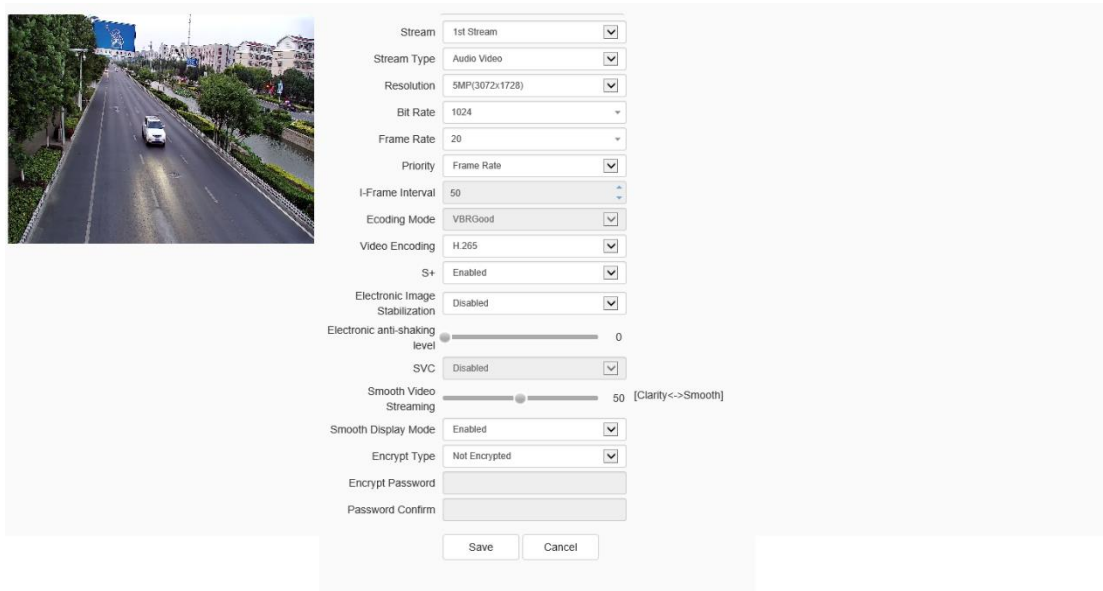 Stream 1st Stream
Stream Type Audio Video
Resolution 5MP(3072x1728)
Bit Rate 1024
Frame Rate 20
Priority Frame Rate
I-Frame Interval 50
Ecoding Mode VBRGood
Video Encoding H.265
S+ Enabled
Electronic Image
Stabilization Disabled
Electronic anti-shaking
level 0
SVC Disabled
Smooth Video
Streaming 50 [Clarity<->Smooth]
Smooth Display Mode Enabled
Encrypt Type Not Encrypted
Encrypt Password
Password Confirm
Save Cancel